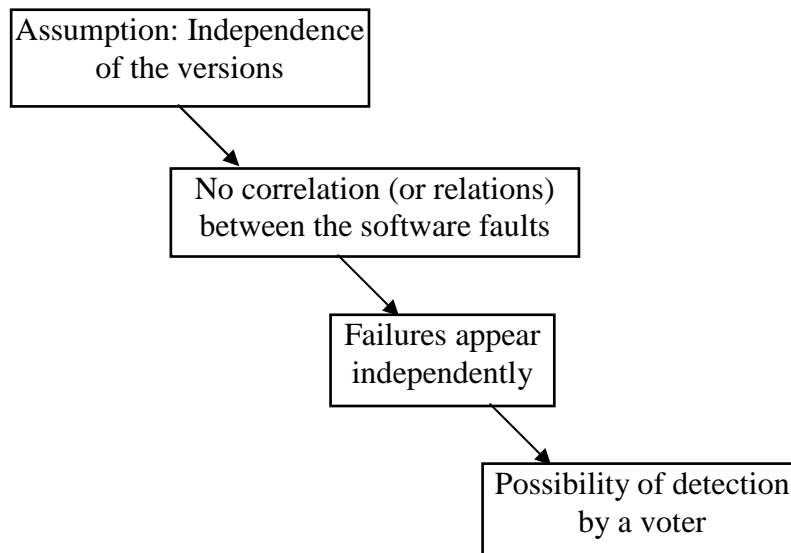 Assumption: Independence
of the versions
No correlation (or relations)
between the software faults
Failures appear
independently
Possibility of detection
by a voter